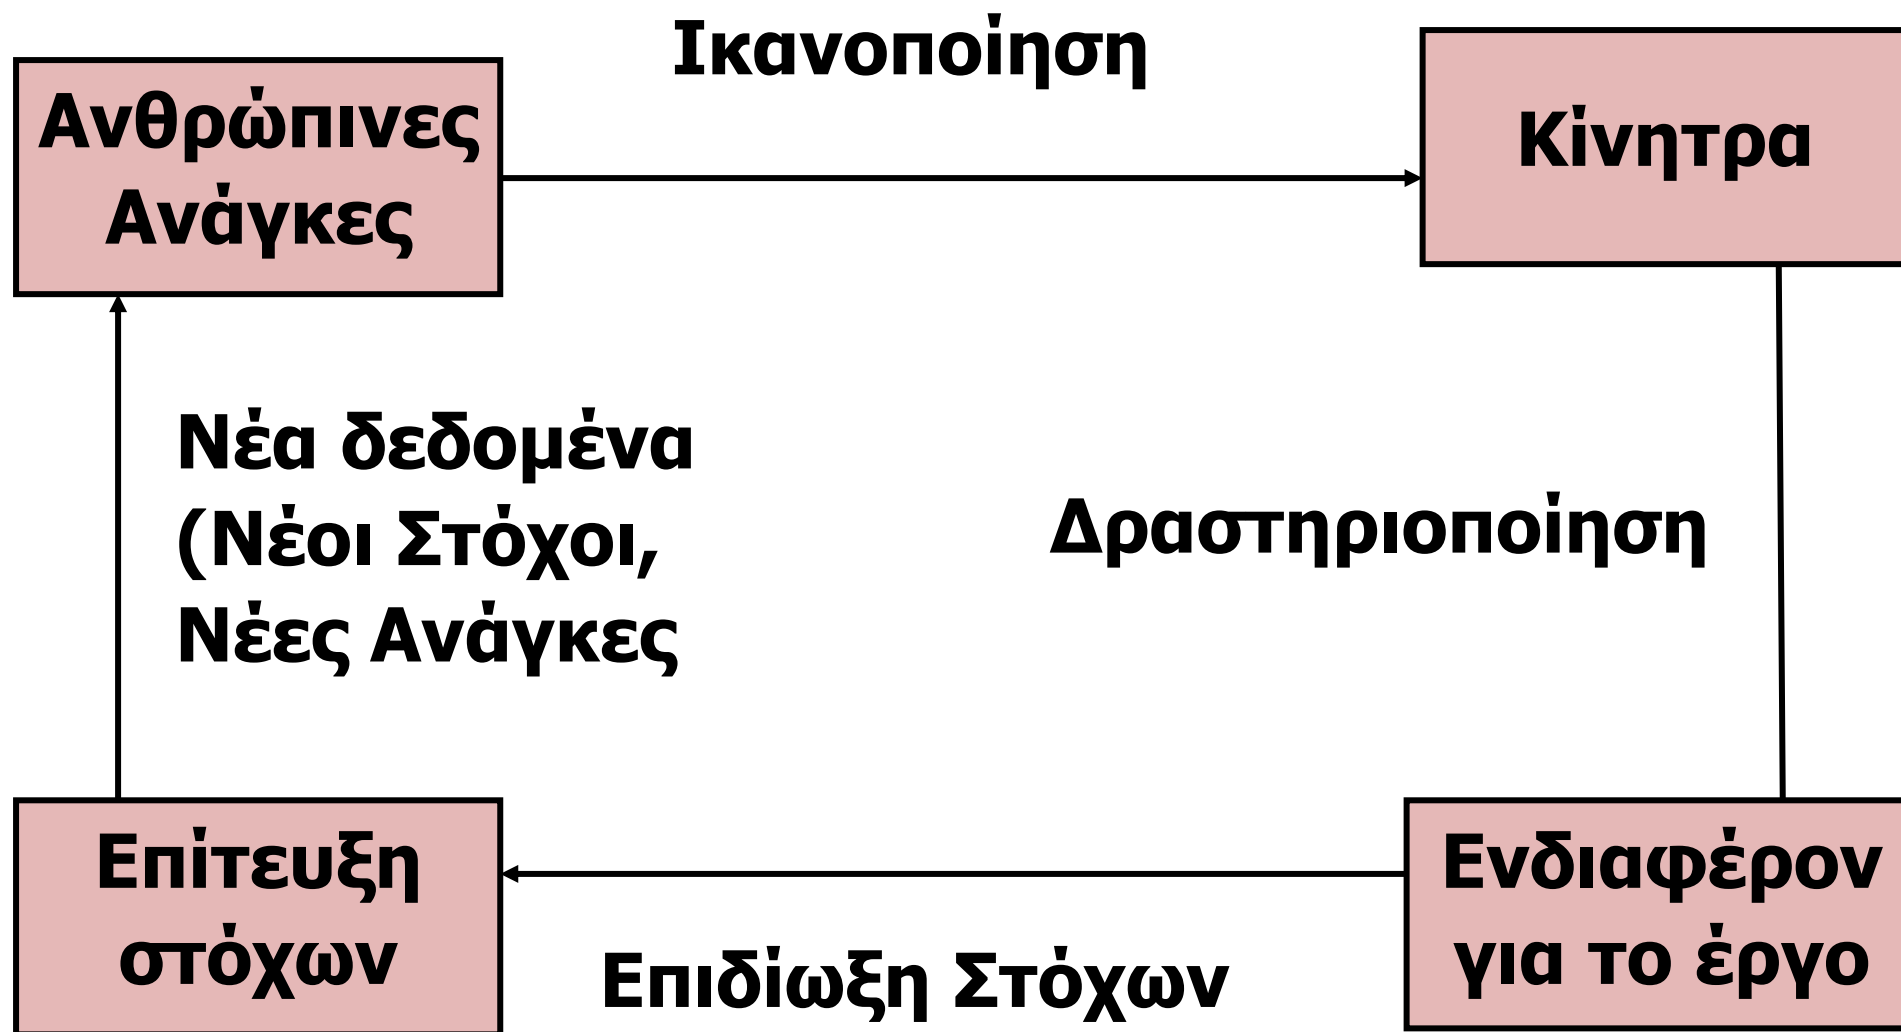 Ικανοποίηση
Ανθρώπινες
Ανάγκες
Κίνητρα
Νέα δεδομένα
(Νέοι Στόχοι,
Νέες Ανάγκες
Δραστηριοποίηση
Επίτευξη
στόχων
Ενδιαφέρον
για το έργο
Επιδίωξη Στόχων